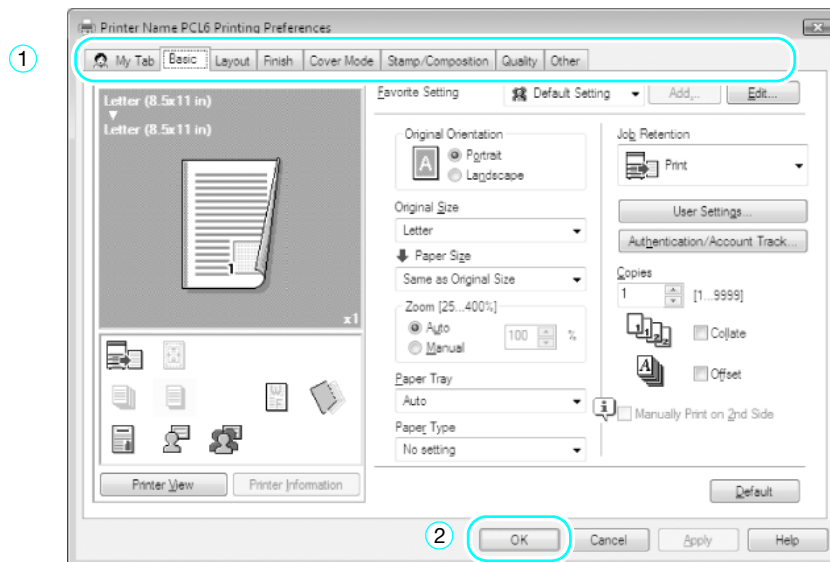 Printer Name PCL6 Printing Preferences
1
My Tab Basic Layout Finish Cover Mode Stamp/Composition Quality Other
Letter (8.5x11 in)
Letter (8.5x11 in)
1
x1
Printer View Printer Information
Favorite Setting Default Setting Add... Edit...
Original Orientation
A
Portrait
Landscape
Original Size
Letter
Paper Size
Same as Original Size
Zoom [25...400%]
Auto
Manual
100 %
Paper Tray
Auto
Paper Type
No setting
Job Retention
Print
User Settings...
Authentication/Account Track...
Copies
1 [1...9999]
Collate
Offset
Manually Print on 2nd Side
Default
2
OK Cancel Apply Help